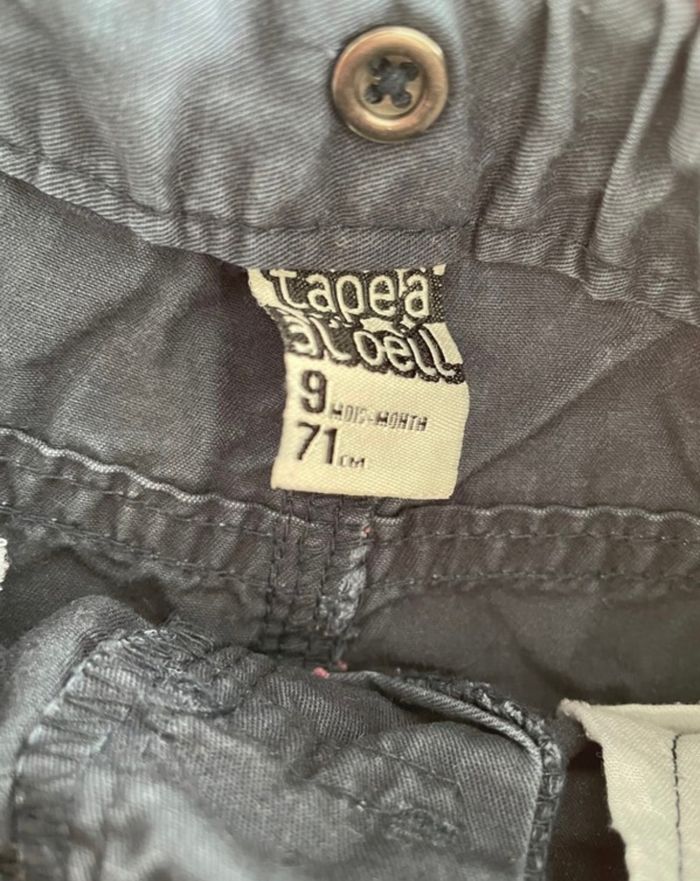 tape à
l'oeil
9 MOIS-MONTH
71 CM